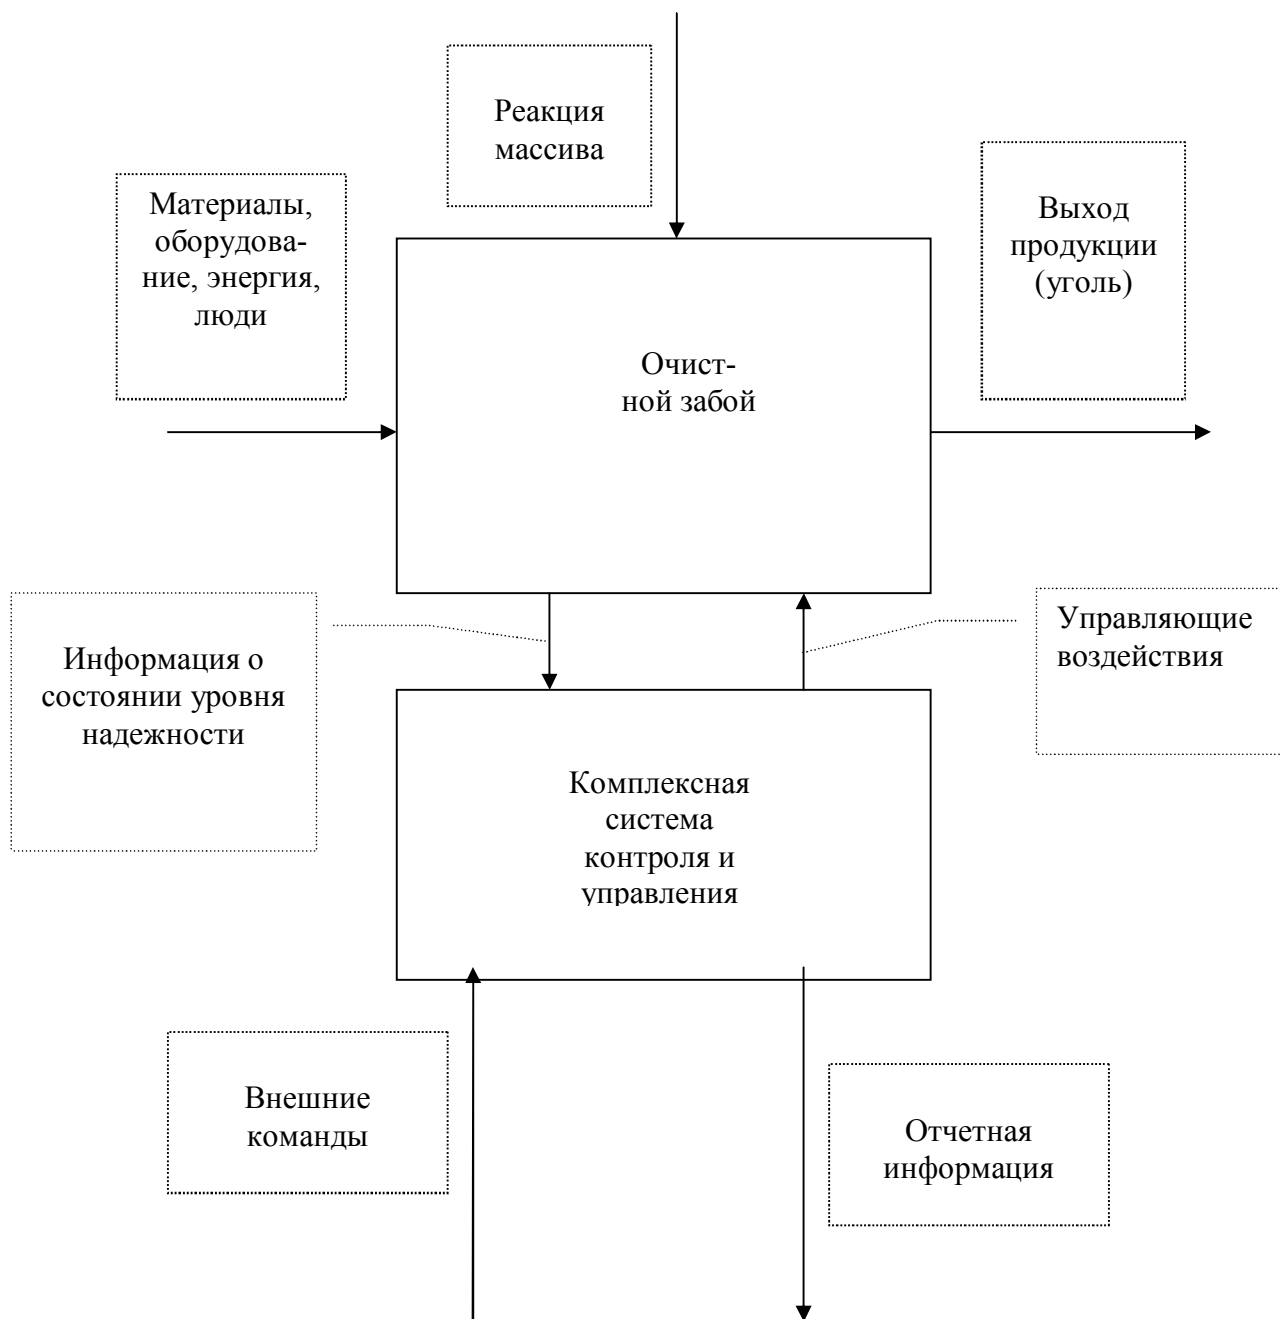 Реакция
массива
Материалы,
оборудова-
ние, энергия,
люди
Выход
продукции
(уголь)
Очист-
ной забой
Информация о
состоянии уровня
надежности
Управляющие
воздействия
Комплексная
система
контроля и
управления
Внешние
команды
Отчетная
информация